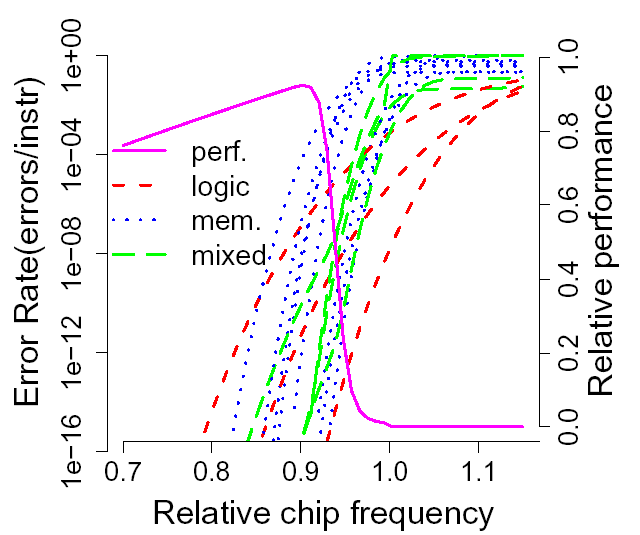 Error Rate(errors/instr)
1e+00
1e−04
1e−08
1e−12
1e−16
perf.
logic
mem.
mixed
1.0
0.8
0.6
0.4
0.2
0.0
Relative performance
0.7
0.8
0.9
1.0
1.1
Relative chip frequency